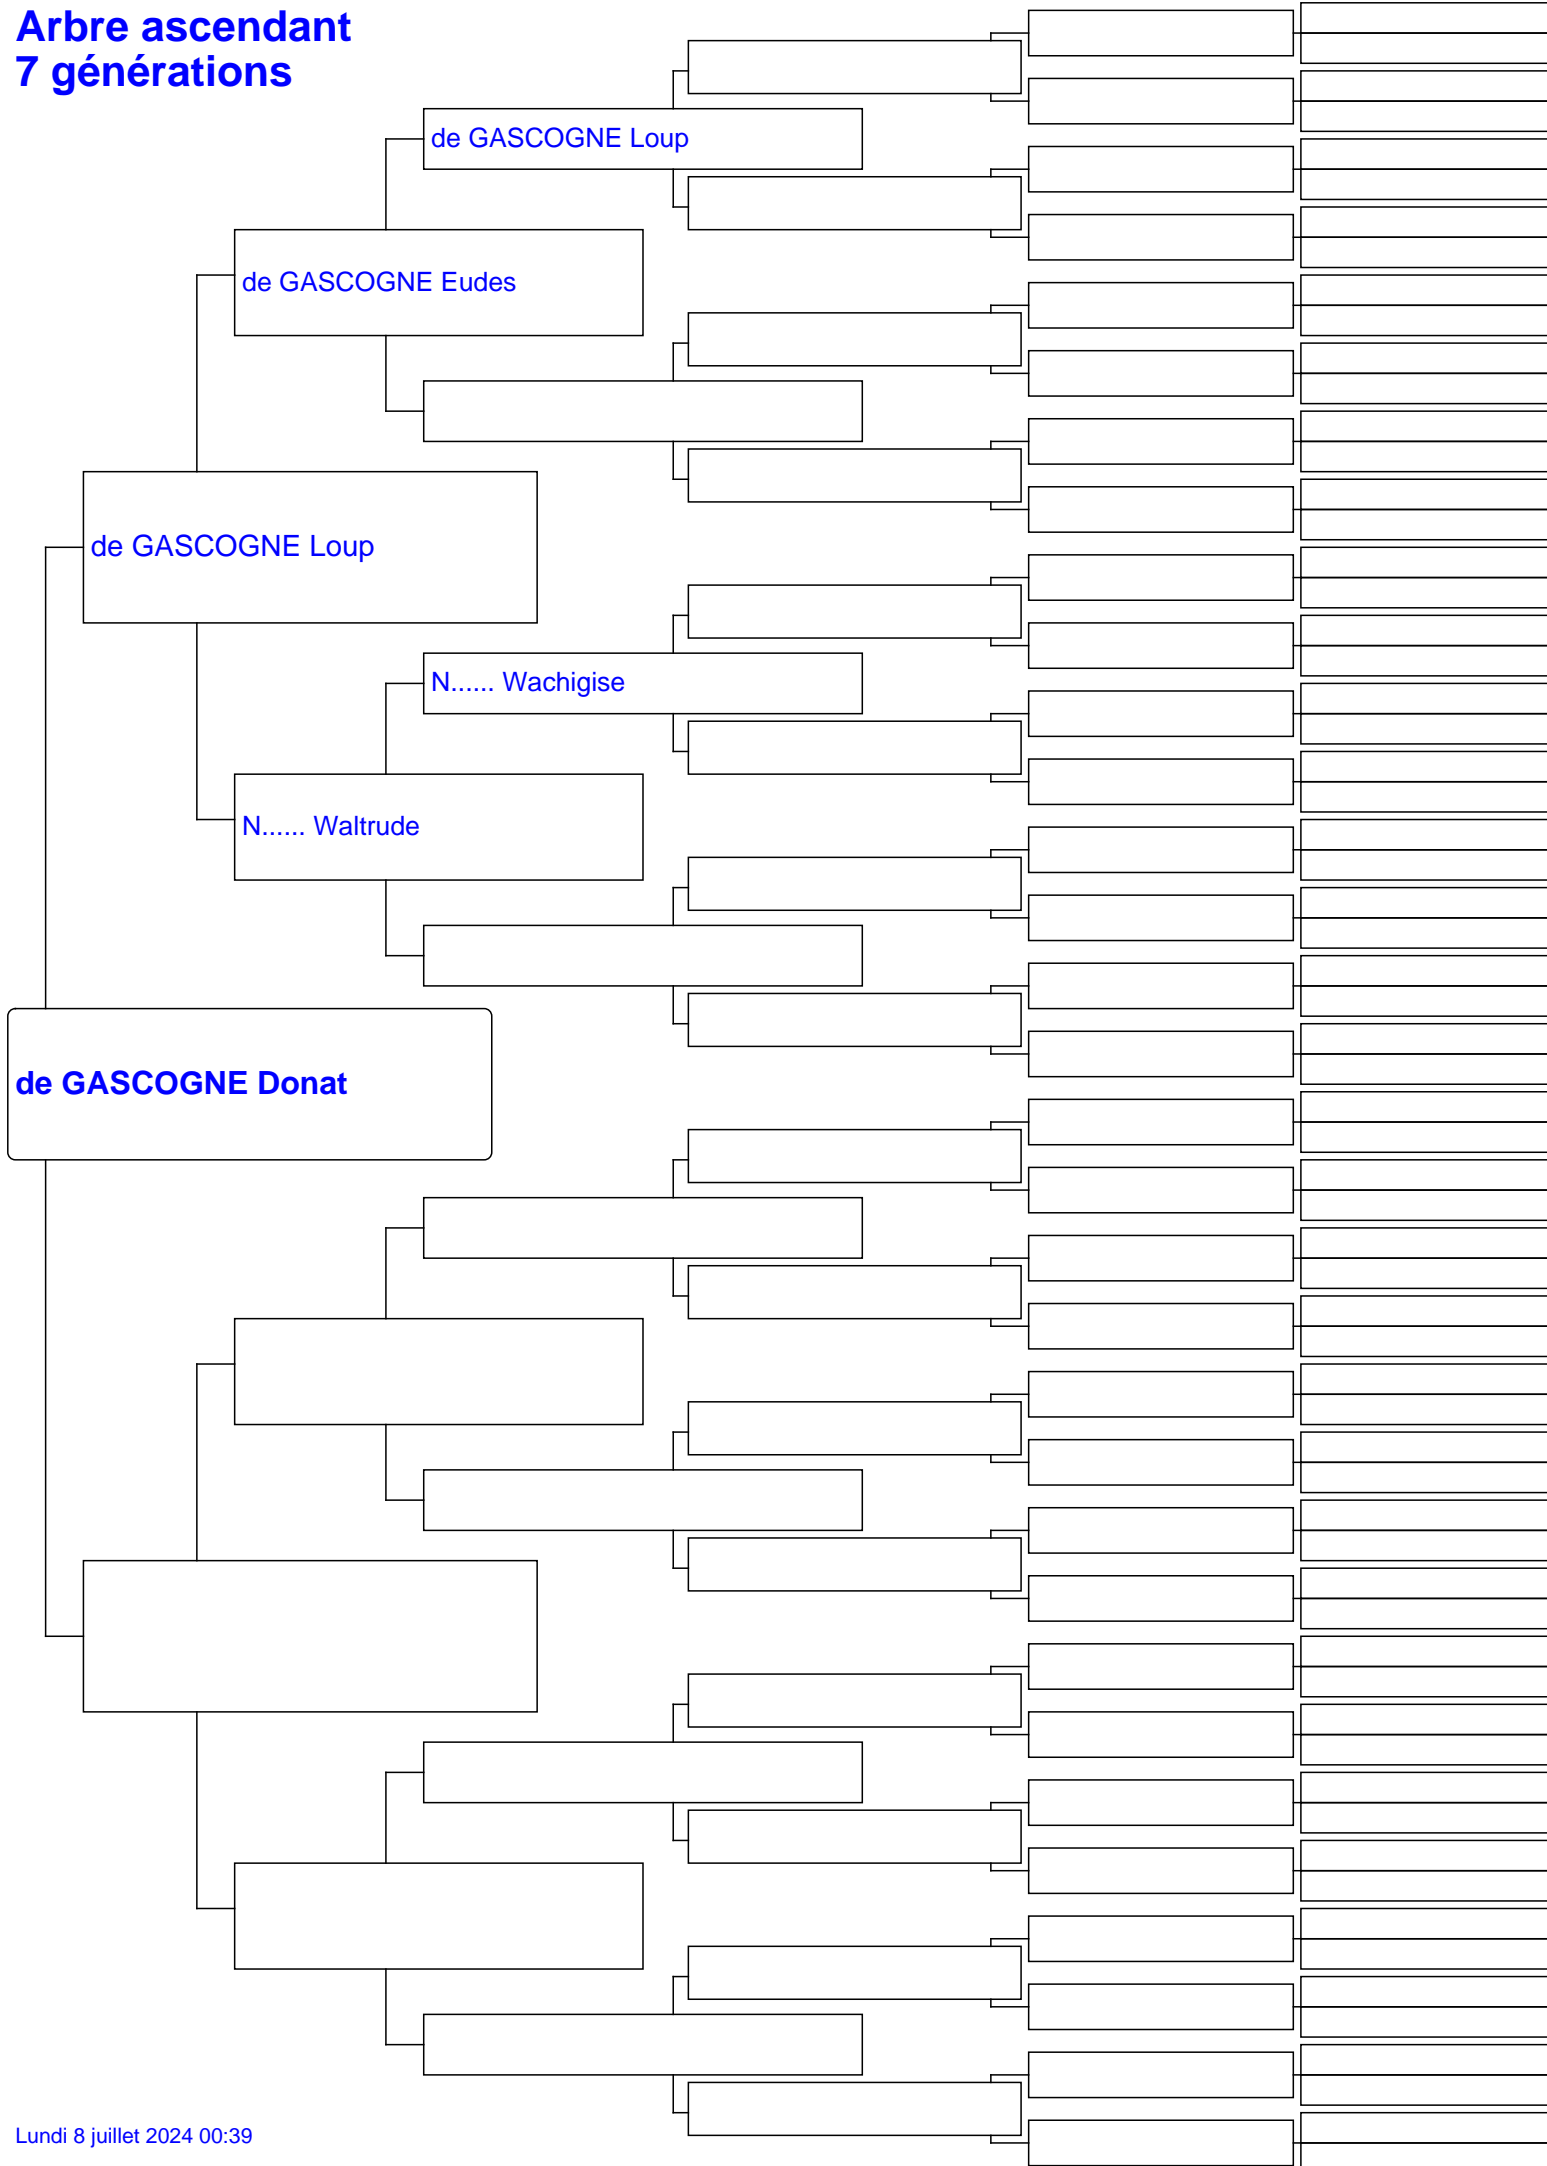 Arbre ascendant
7 générations
de GASCOGNE Loup
de GASCOGNE Eudes
de GASCOGNE Loup
N...... Wachigise
N...... Waltrude
de GASCOGNE Donat
Lundi 8 juillet 2024 00:39